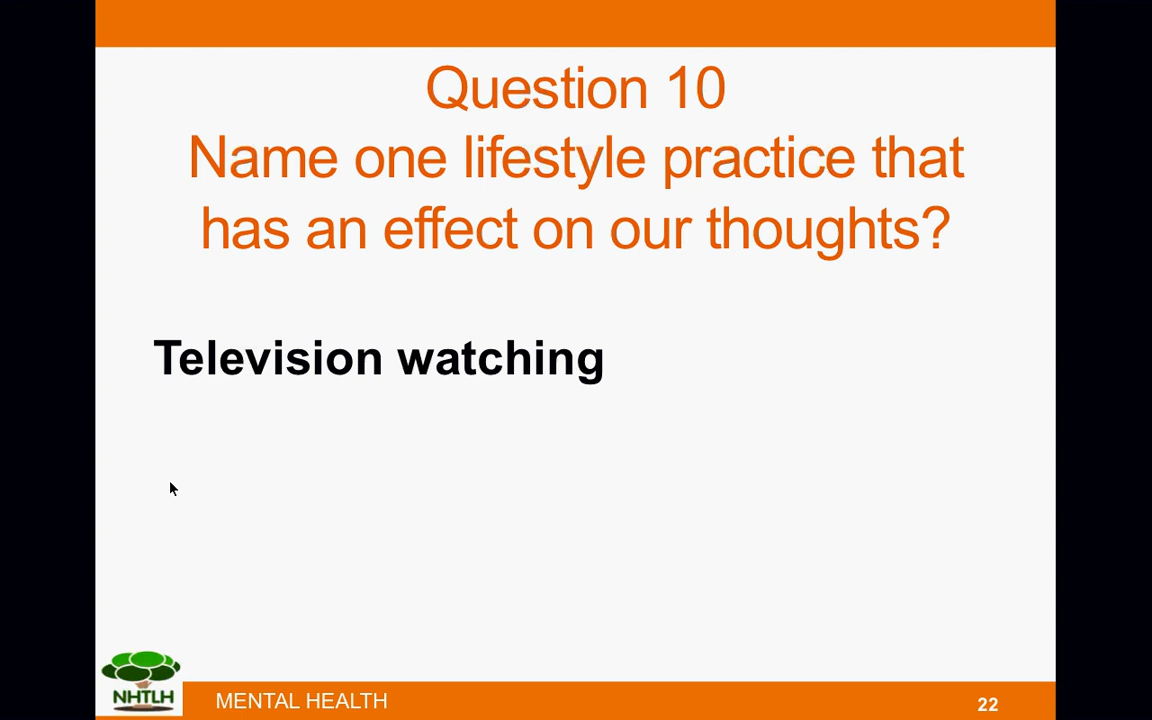 Question 10
Name one lifestyle practice that
has an effect on our thoughts?
Television watching
NHTLH
MENTAL HEALTH
22